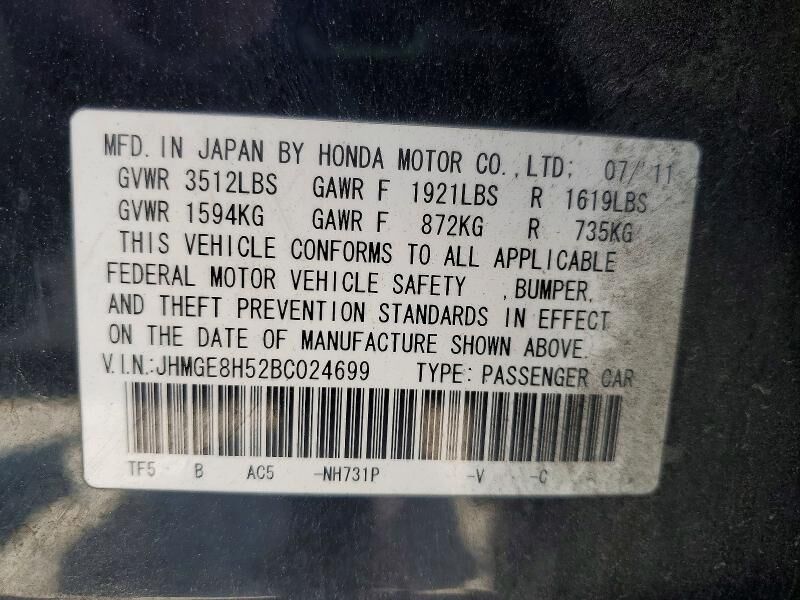 MFD. IN JAPAN BY HONDA MOTOR CO., LTD; 07/'11
GVWR 3512LBS GAWR F 1921LBS R 1619LBS
GVWR 1594KG GAWR F 872KG R 735KG
THIS VEHICLE CONFORMS TO ALL APPLICABLE
FEDERAL MOTOR VEHICLE SAFETY , BUMPER,
AND THEFT PREVENTION STANDARDS IN EFFECT
ON THE DATE OF MANUFACTURE SHOWN ABOVE.
V.I.N.:JHMGE8H52BC024699 TYPE: PASSENGER CAR
TF5 B AC5 -NH731P -V -C